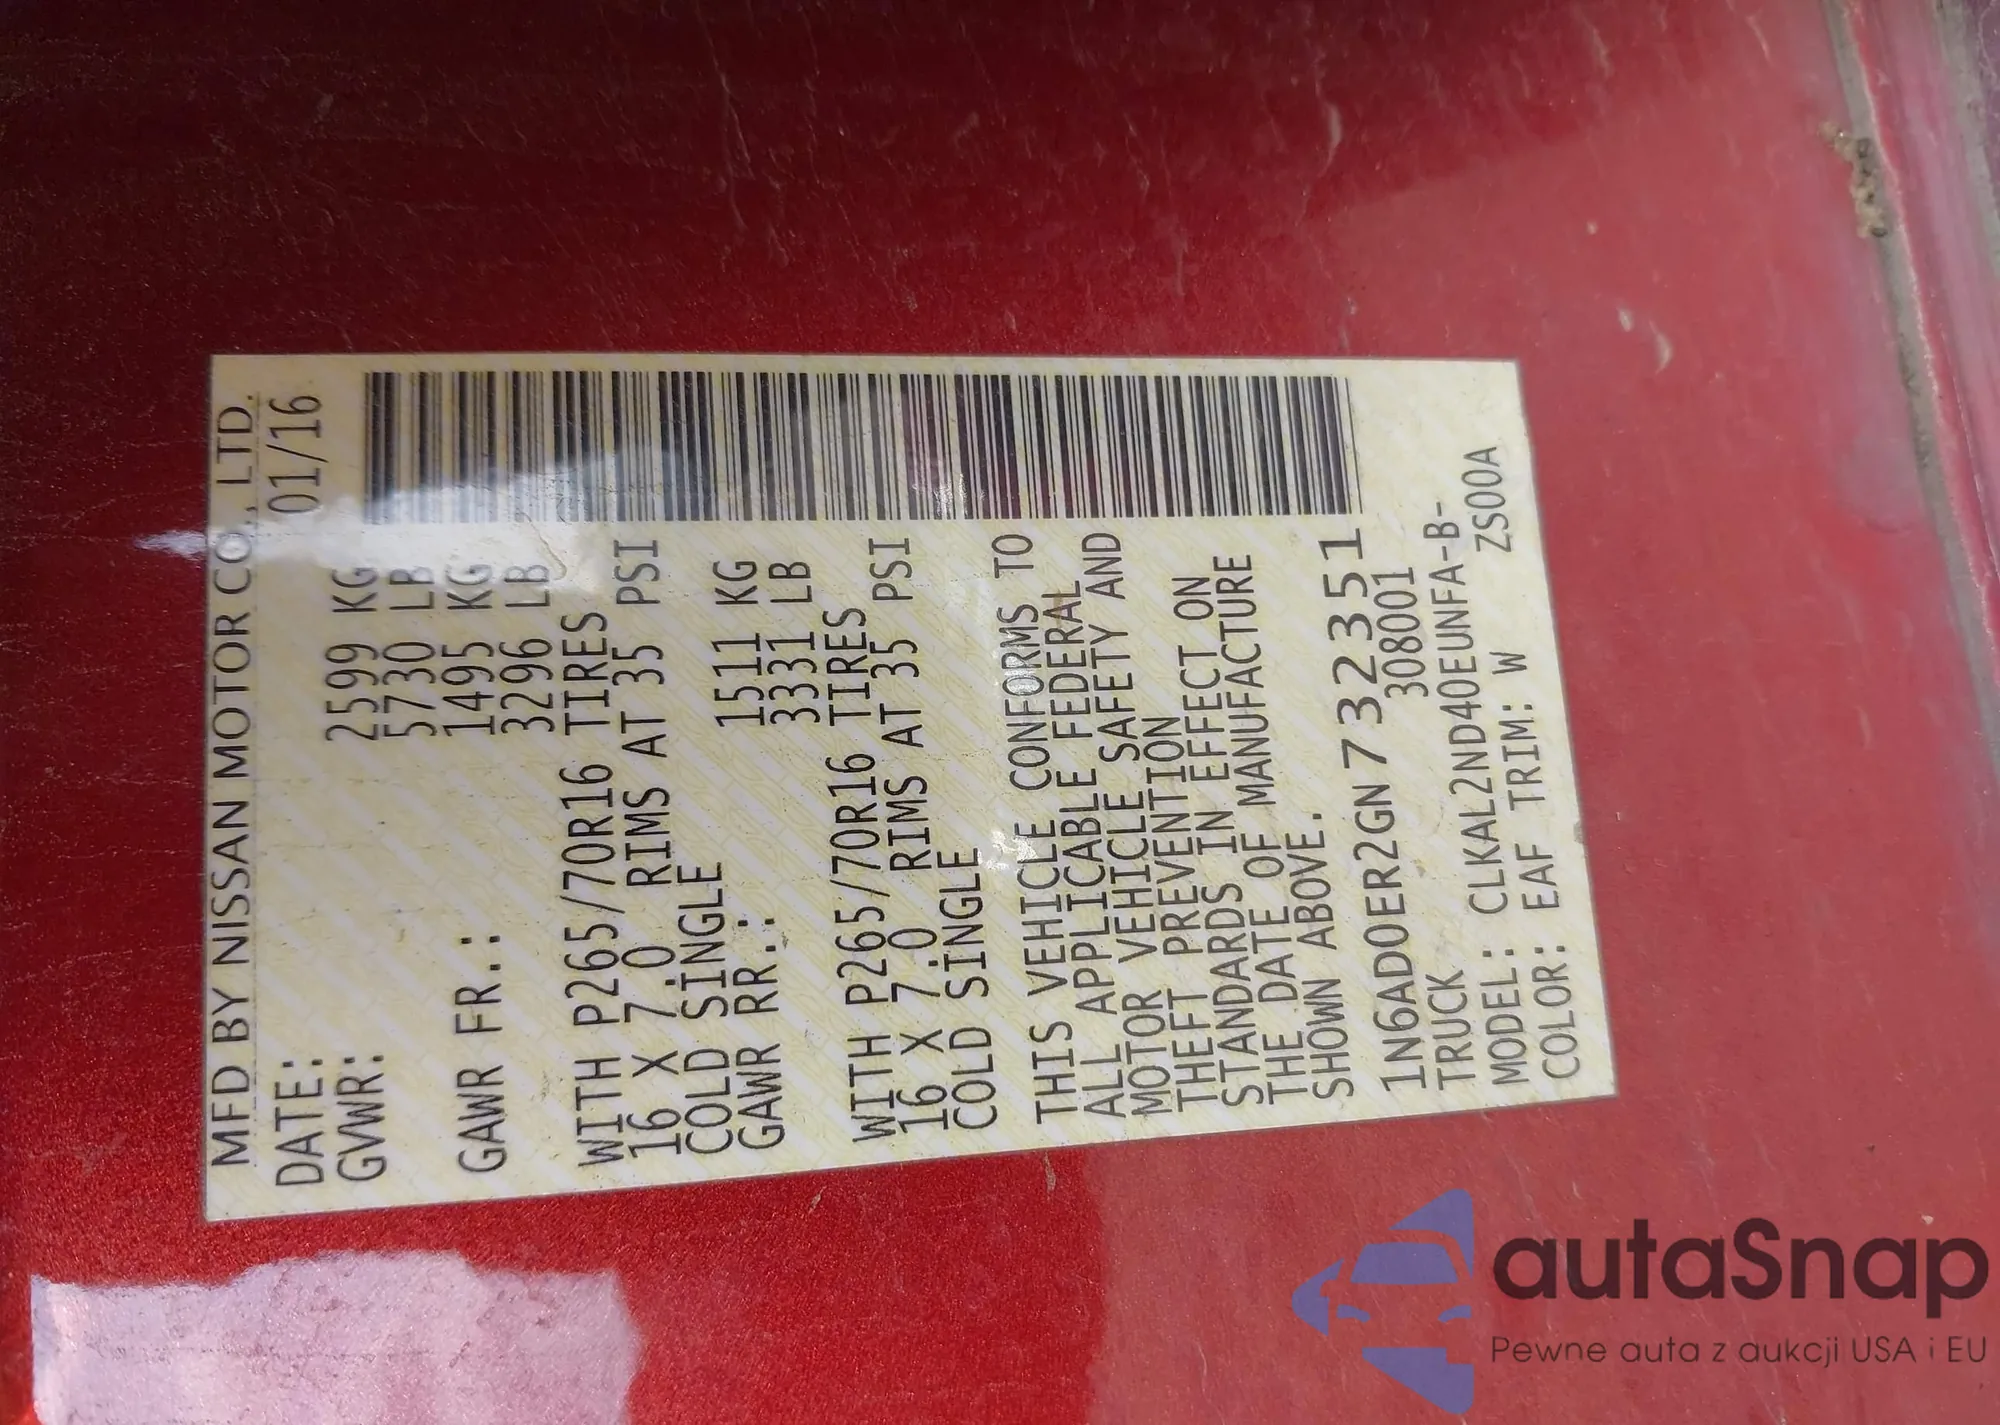 MFD BY NISSAN MOTOR CO., LTD.
DATE: 01/16
GVWR: 2599 KG
5730 LB
GAWR FR.: 1495 KG
3296 LB
WITH P265/70R16 TIRES
16 X 7.0 RIMS AT 35 PSI
COLD SINGLE
GAWR RR.: 1511 KG
3331 LB
WITH P265/70R16 TIRES
16 X 7.0 RIMS AT 35 PSI
COLD SINGLE
THIS VEHICLE CONFORMS TO
ALL APPLICABLE FEDERAL
MOTOR VEHICLE SAFETY AND
THEFT PREVENTION
STANDARDS IN EFFECT ON
THE DATE OF MANUFACTURE
SHOWN ABOVE.
1N6AD0ER2GN732351
TRUCK 308001
MODEL: CLKAL2ND40EUNFA-B-
COLOR: EAF TRIM: W ZS00A
autaSnap
Pewne auta z aukcji USA i EU